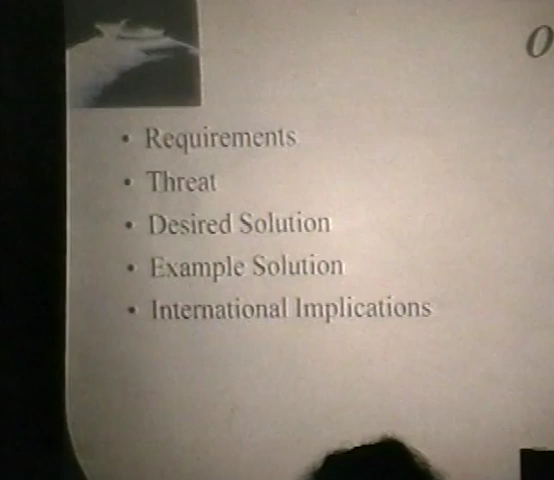 O
• Requirements
• Threat
• Desired Solution
• Example Solution
• International Implications